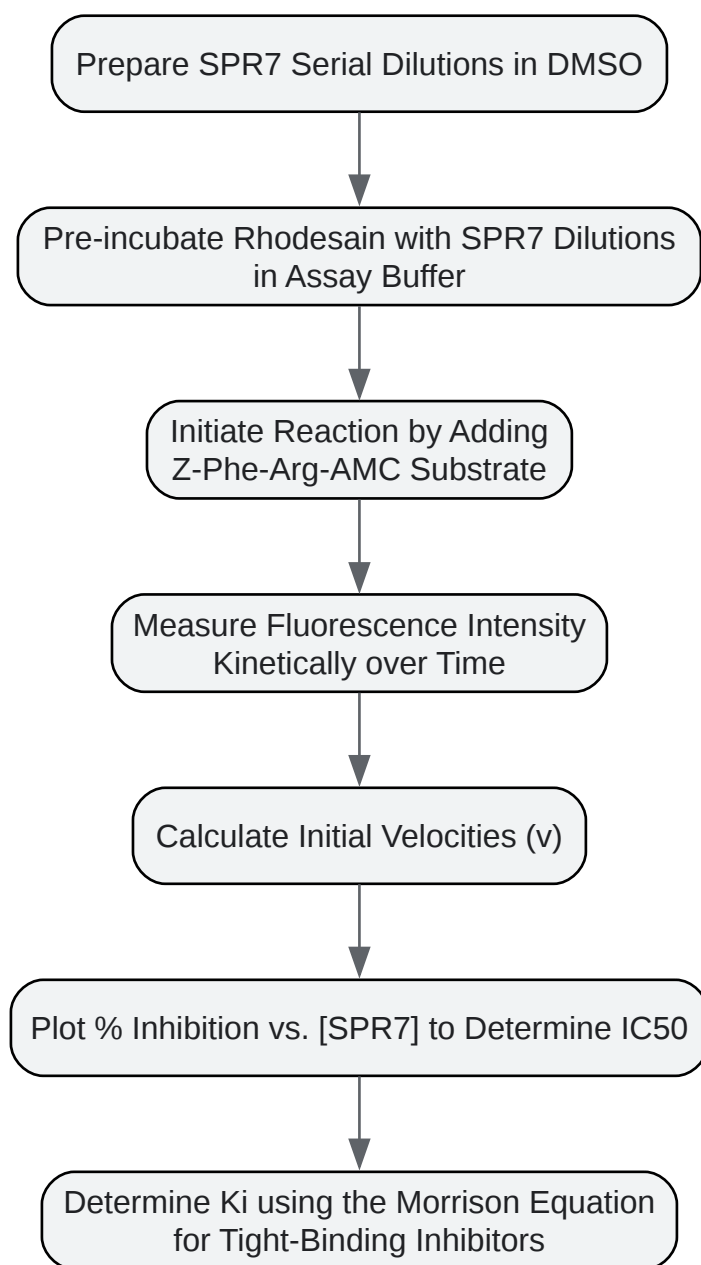 Prepare SPR7 Serial Dilutions in DMSO
Pre-incubate Rhodesain with SPR7 Dilutions
in Assay Buffer
Initiate Reaction by Adding
Z-Phe-Arg-AMC Substrate
Measure Fluorescence Intensity
Kinetically over Time
Calculate Initial Velocities (v)
Plot % Inhibition vs. [SPR7] to Determine IC50
Determine Ki using the Morrison Equation
for Tight-Binding Inhibitors